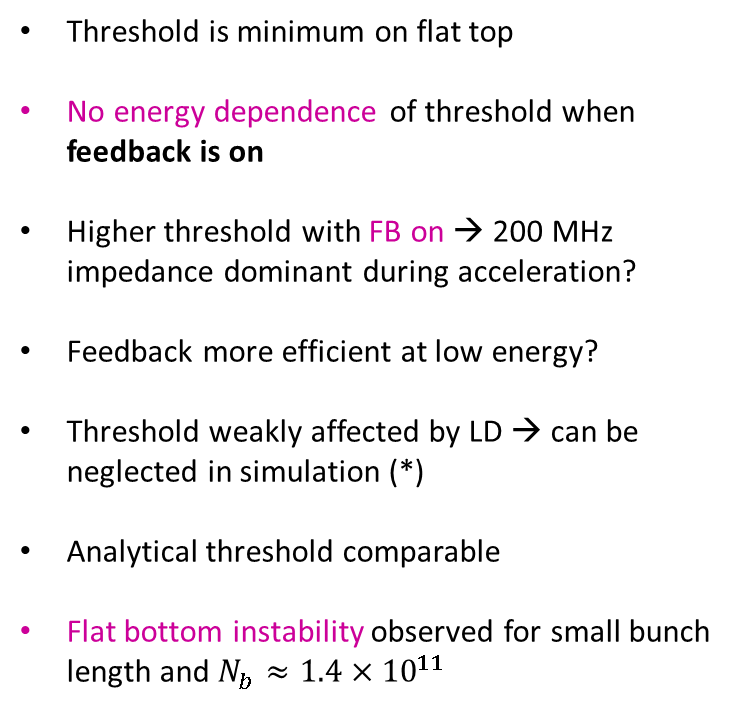 • Threshold is minimum on flat top
• No energy dependence of threshold when
feedback is on
• Higher threshold with FB on → 200 MHz
impedance dominant during acceleration?
• Feedback more efficient at low energy?
• Threshold weakly affected by LD → can be
neglected in simulation (*)
• Analytical threshold comparable
• Flat bottom instability observed for small bunch
length and N_b ≈ 1.4 × 10^11